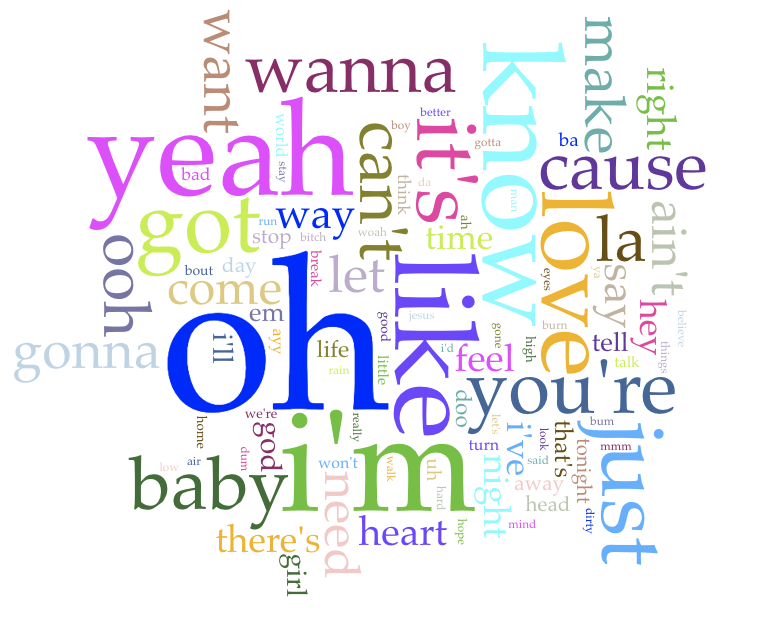 want
wanna
know
make
right
yeah
world
stay
bad
boy
better
it's
gotta
ba
cause
can't
think
da
ah
man
got
run
way
stop
bitch
woah
time
love
la
ain't
ooh
bout
day
come
break
let
like
jesus
eyes
ya
say
hey
believe
em
oh
i'll
ayy
good
life
rain
little
i'd
gone
high
burn
feel
tell
talk
things
gonna
you're
doo
we're
god
home
i'm
really
let's
i've
look
that's
bum
mmm
just
turn
low
air
dum
baby
won't
need
walk
uh
hard
night
said
away
tonight
head
dirty
mind
hope
heart
there's
girl